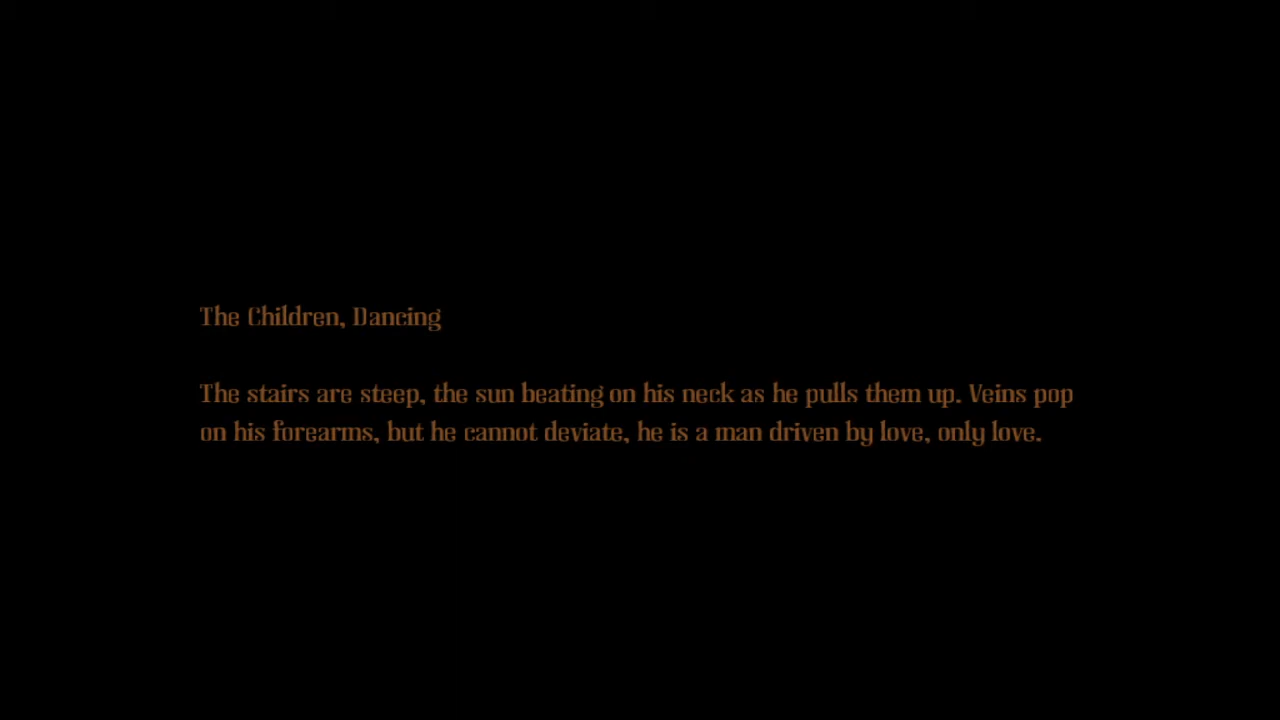 The Children, Dancing
The stairs are steep, the sun beating on his neck as he pulls them up. Veins pop
on his forearms, but he cannot deviate, he is a man driven by love, only love.